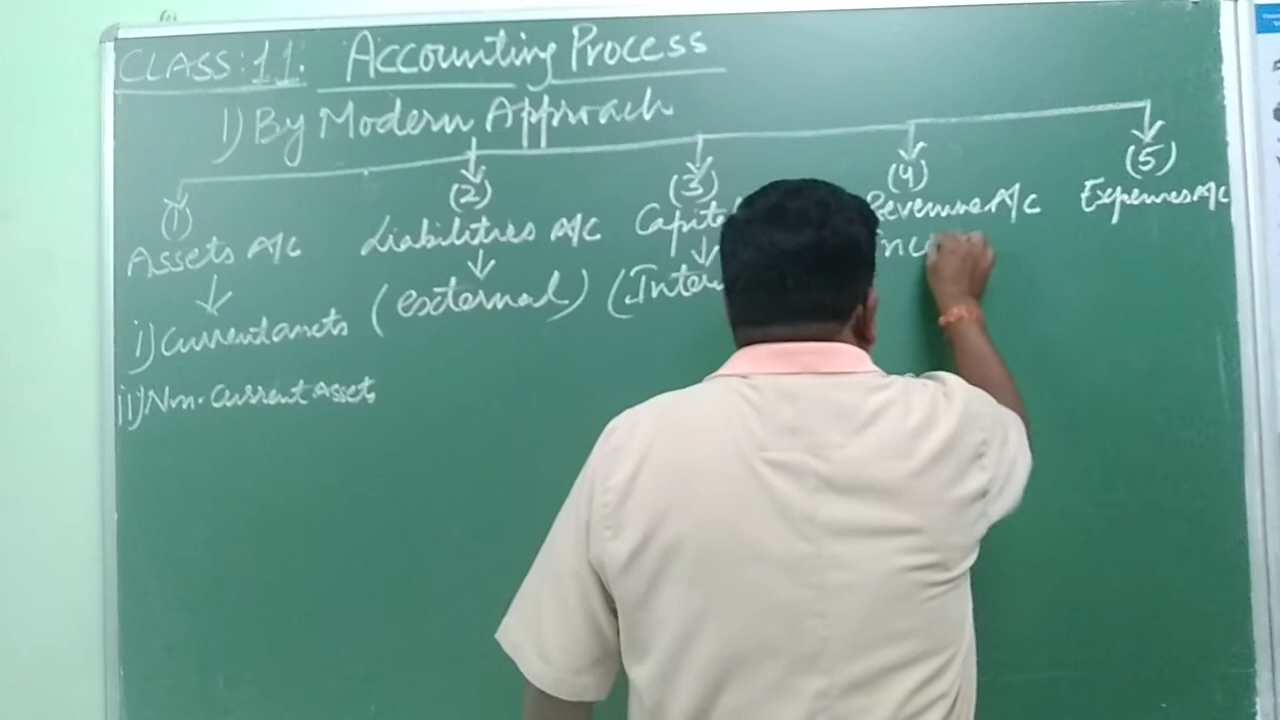 CLASS:11. Accounting Process
1) By Modern Approach
(1) (2) (3) (4) (5)
Assets A/c Liabilities A/c Revenue A/c Expenses A/c
(external)
i) Current assets
ii) Non-Current Assets